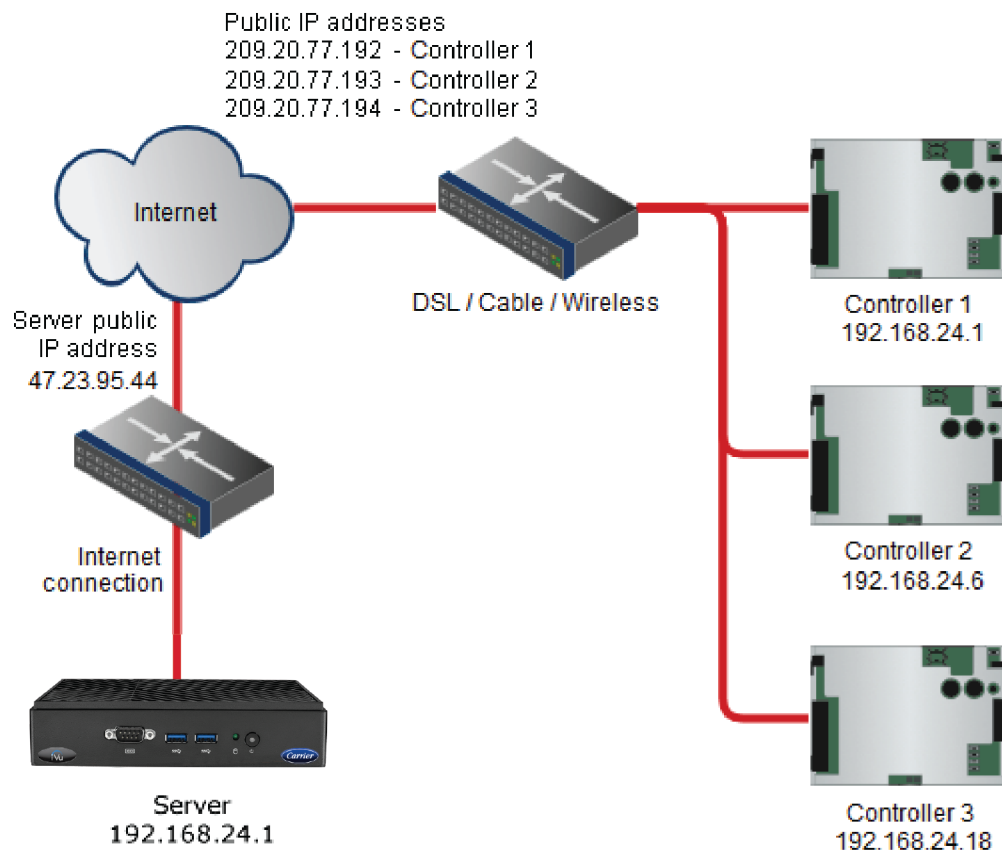 Public IP addresses
209.20.77.192 - Controller 1
209.20.77.193 - Controller 2
209.20.77.194 - Controller 3
Internet
DSL / Cable / Wireless
Controller 1
192.168.24.1
Server public
IP address
47.23.95.44
Controller 2
192.168.24.6
Internet
connection
Controller 3
192.168.24.18
Carrier
Server
192.168.24.1